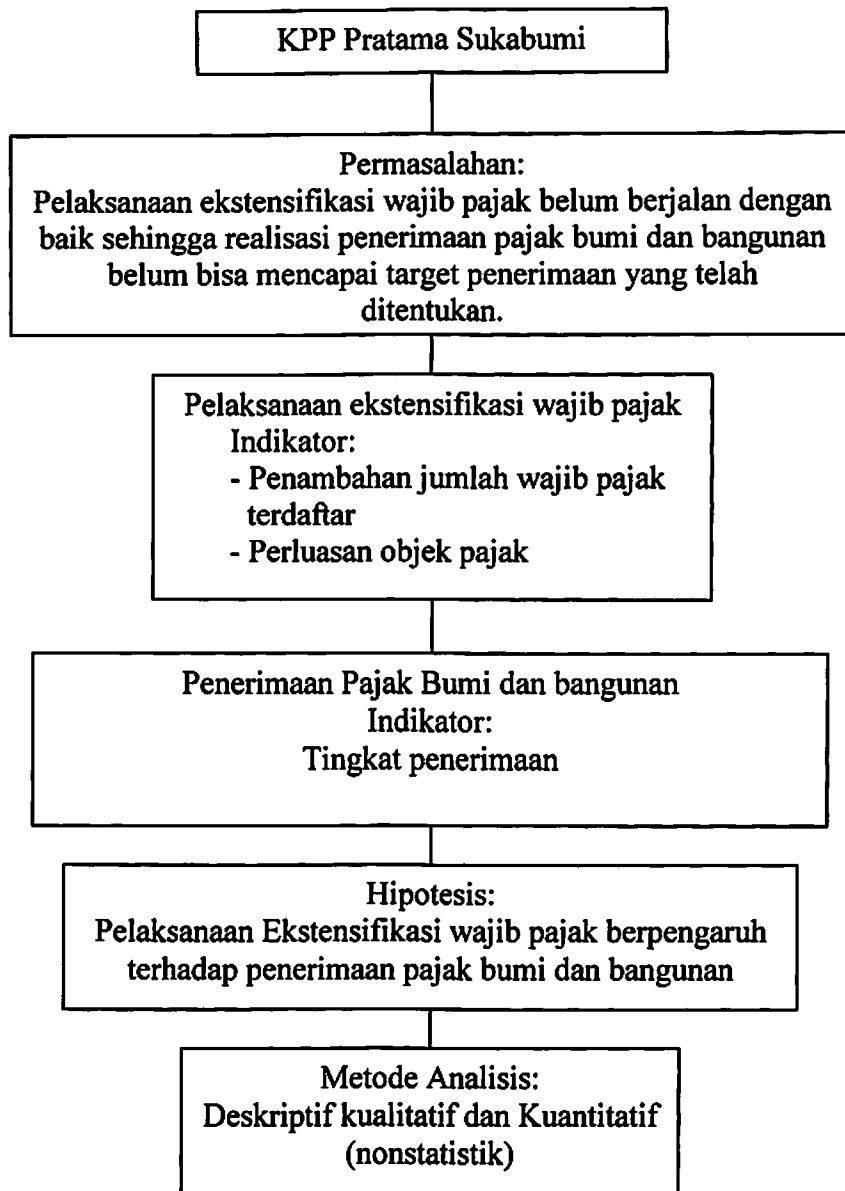 KPP Pratama Sukabumi
Permasalahan:
Pelaksanaan ekstensifikasi wajib pajak belum berjalan dengan
baik sehingga realisasi penerimaan pajak bumi dan bangunan
belum bisa mencapai target penerimaan yang telah
ditentukan.
Pelaksanaan ekstensifikasi wajib pajak
Indikator:
- Penambahan jumlah wajib pajak
terdaftar
- Perluasan objek pajak
Penerimaan Pajak Bumi dan bangunan
Indikator:
Tingkat penerimaan
Hipotesis:
Pelaksanaan Ekstensifikasi wajib pajak berpengaruh
terhadap penerimaan pajak bumi dan bangunan
Metode Analisis:
Deskriptif kualitatif dan Kuantitatif
(nonstatistik)